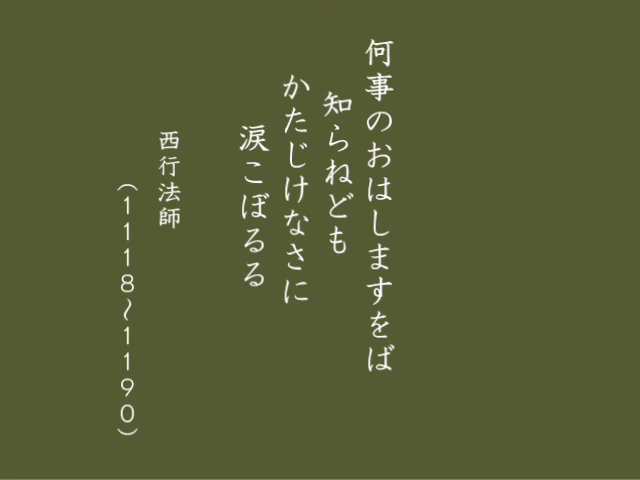 何事のおはしますをば
知らねども
かたじけなさに
涙こぼるる
西行法師
（1118～1190）